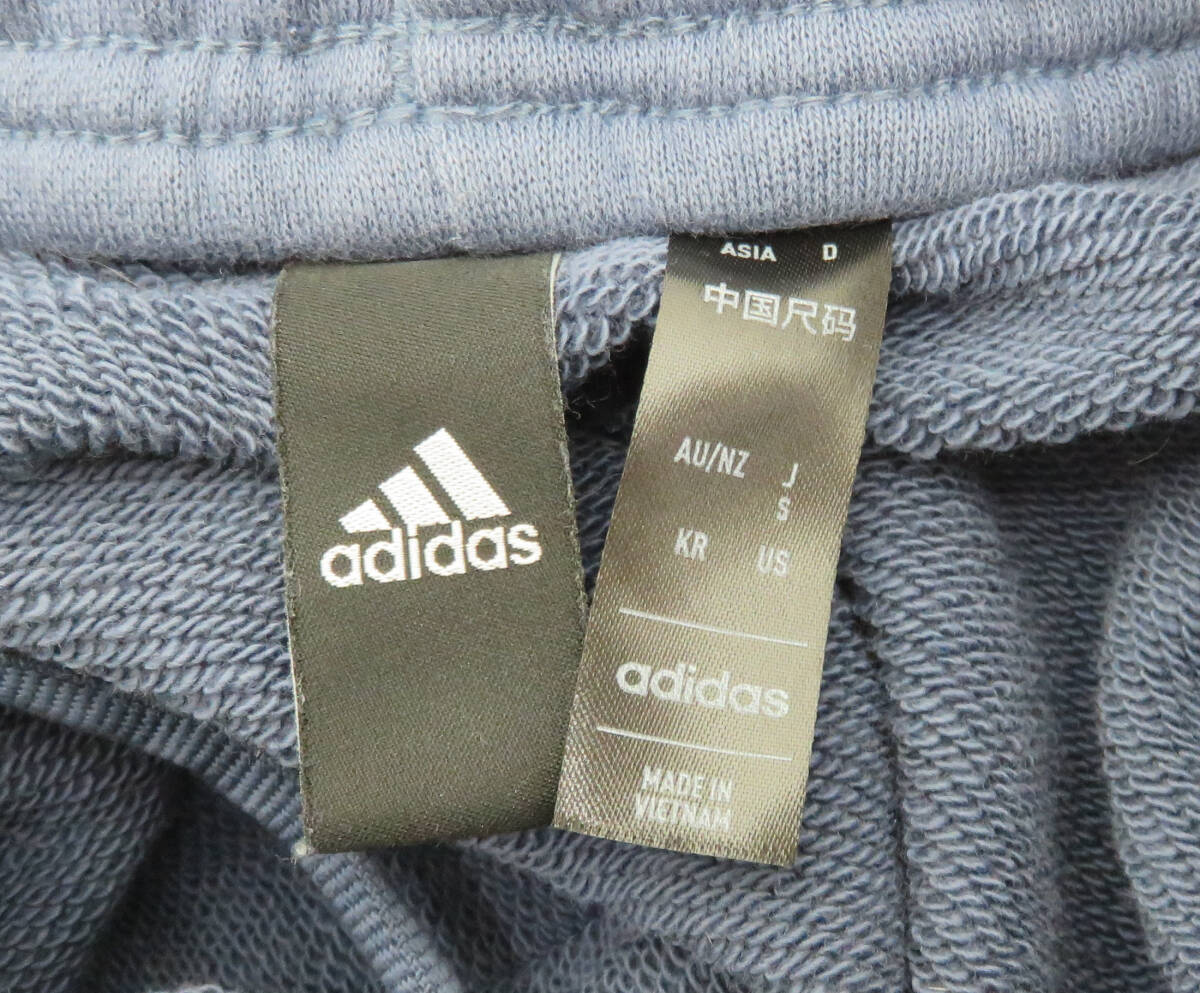 adidas
ASIA D
中国尺码
AU/NZ J
S
KR US
adidas
MADE IN
VIETNAM